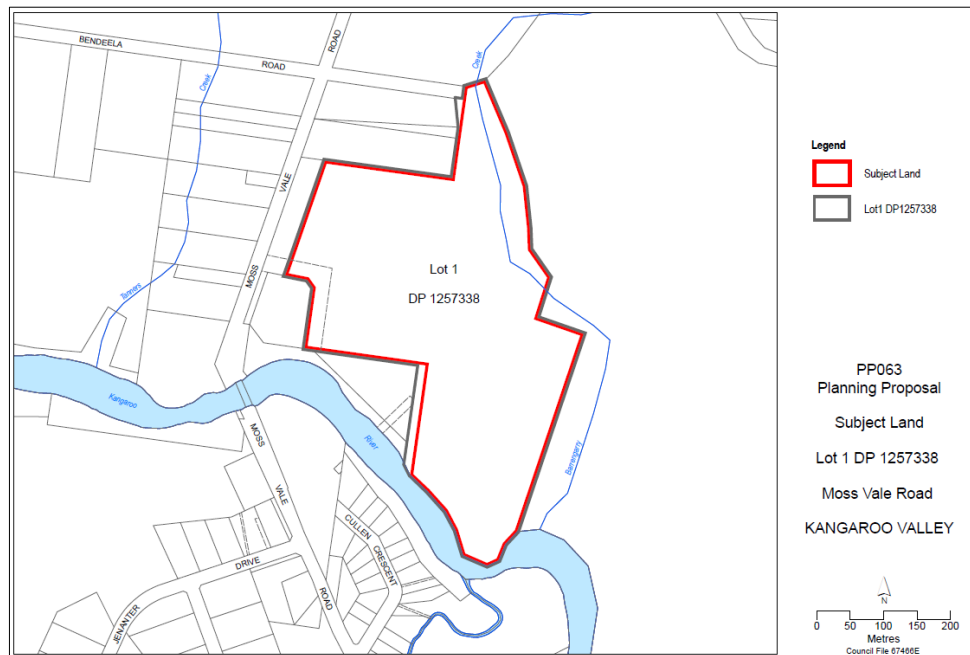 BENDEELA
ROAD
ROAD
Creek
Creek
VALE
MOSS
Tanners
Lot 1
DP 1257338
Kangaroo
River
Barrengarry
MOSS
VALE
ROAD
CULLEN
CRESCENT
JENANTER
DRIVE
Legend
Subject Land
Lot1 DP1257338
PP063
Planning Proposal
Subject Land
Lot 1 DP 1257338
Moss Vale Road
KANGAROO VALLEY
N
0 50 100 150 200
Metres
Council File 67466E